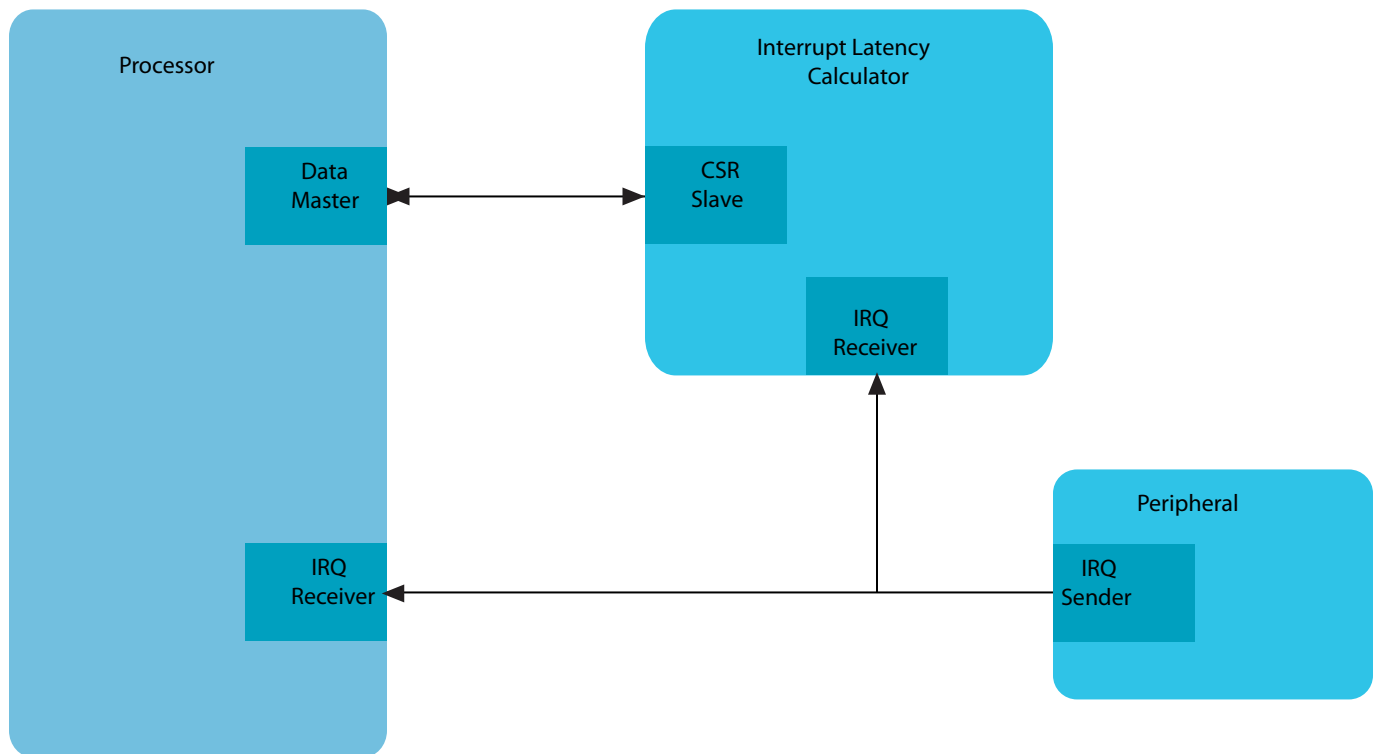 Processor
Interrupt Latency
Calculator
Data
Master
CSR
Slave
IRQ
Receiver
Peripheral
IRQ
Receiver
IRQ
Sender